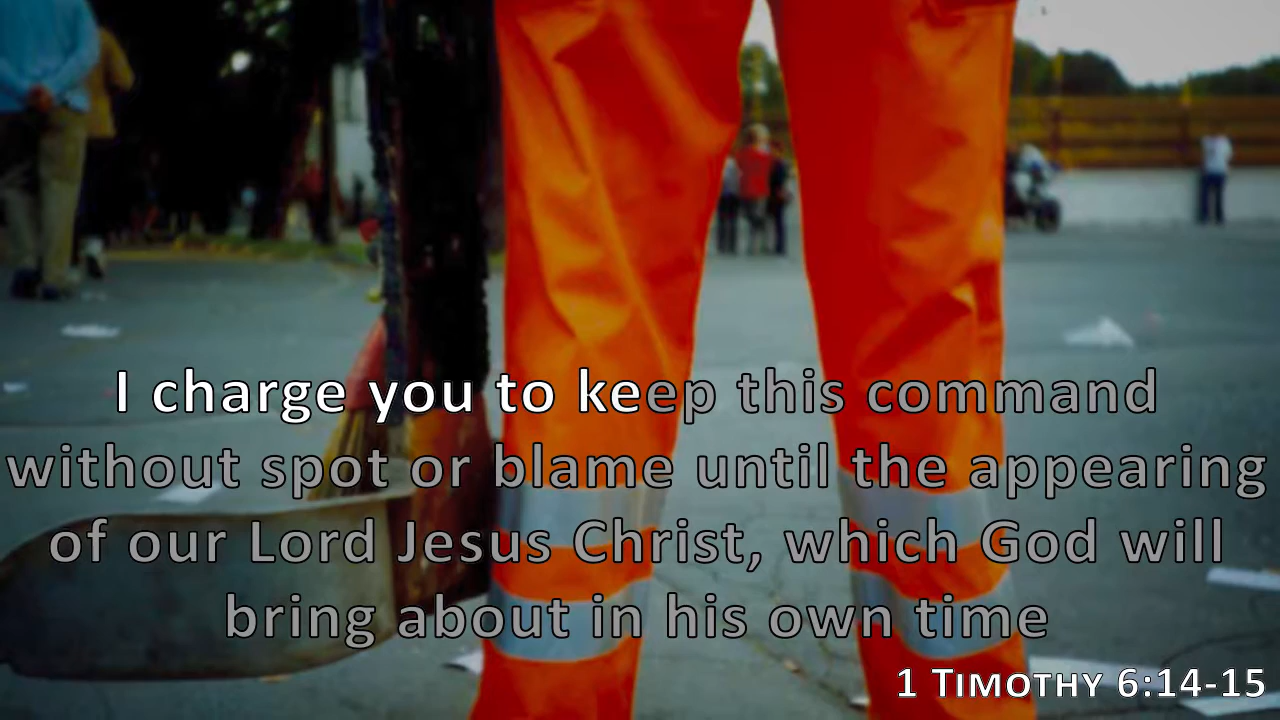 I charge you to keep this command
without spot or blame until the appearing
of our Lord Jesus Christ, which God will
bring about in his own time
1 Timothy 6:14-15